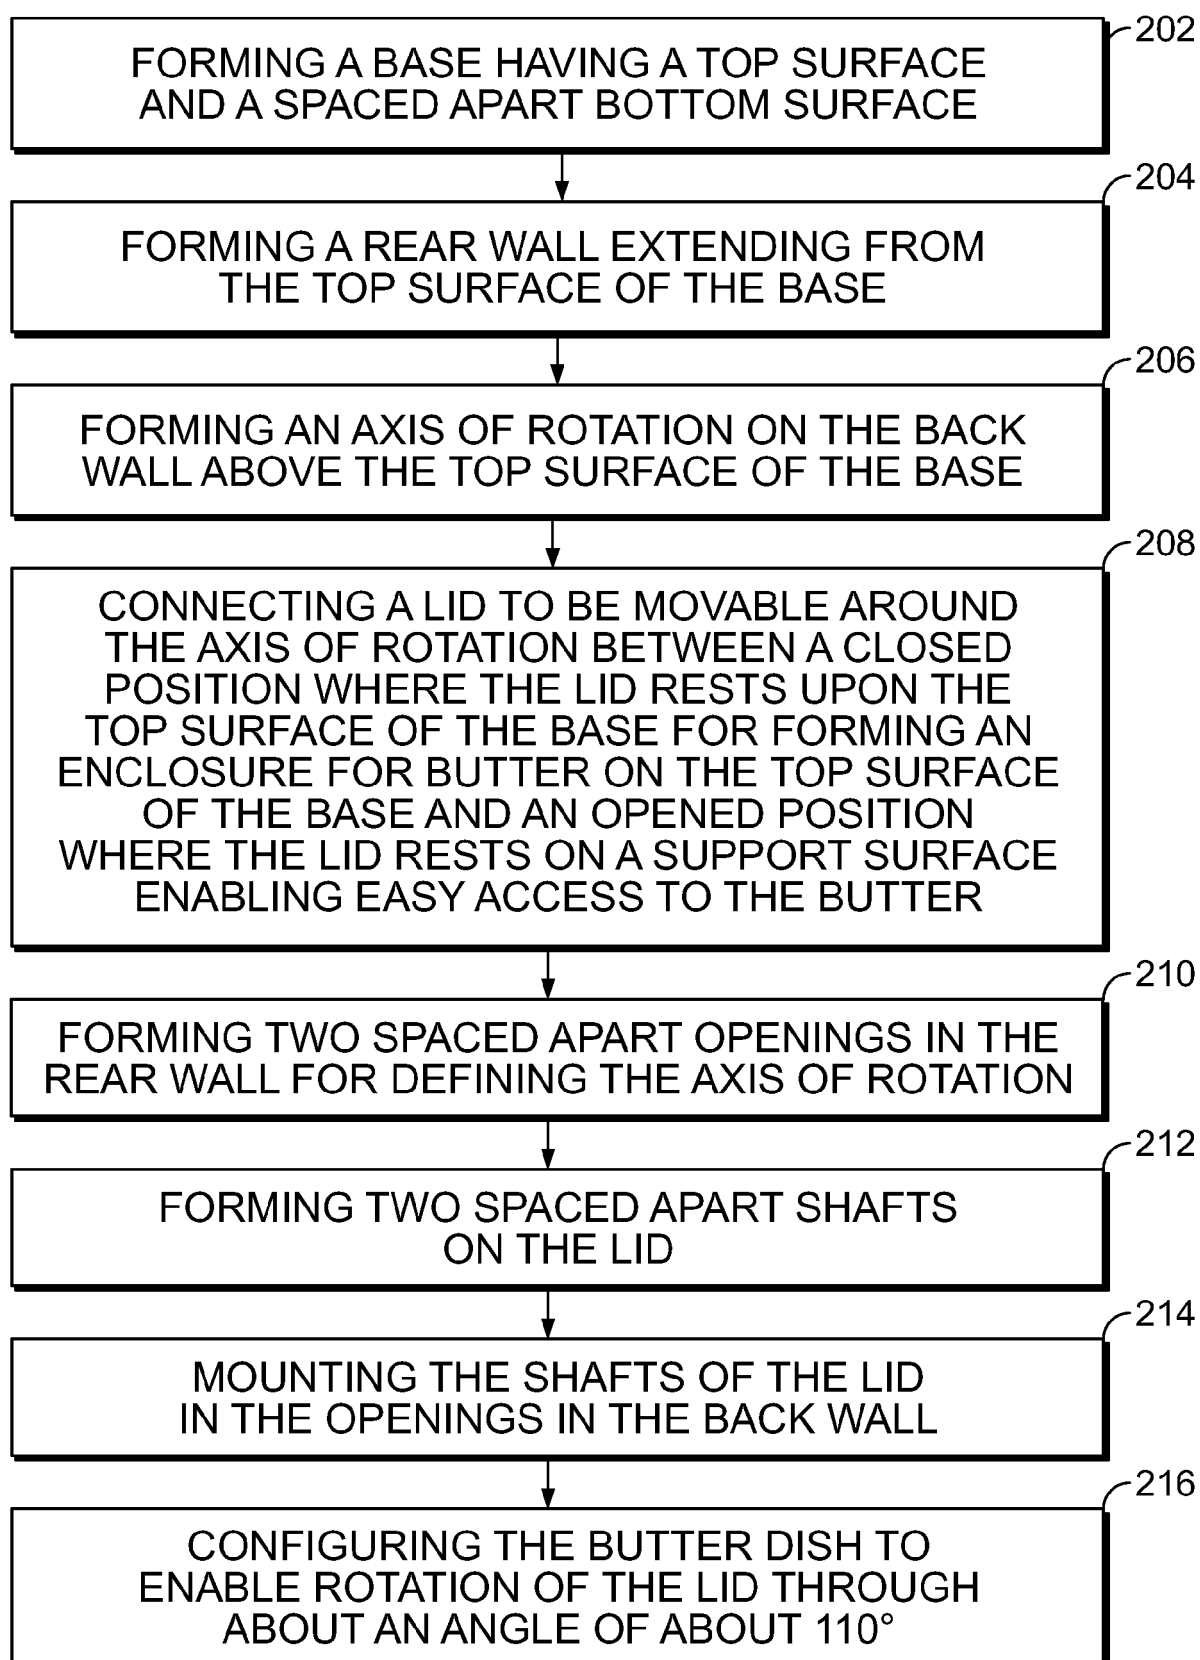 202
FORMING A BASE HAVING A TOP SURFACE
AND A SPACED APART BOTTOM SURFACE
204
FORMING A REAR WALL EXTENDING FROM
THE TOP SURFACE OF THE BASE
206
FORMING AN AXIS OF ROTATION ON THE BACK
WALL ABOVE THE TOP SURFACE OF THE BASE
208
CONNECTING A LID TO BE MOVABLE AROUND
THE AXIS OF ROTATION BETWEEN A CLOSED
POSITION WHERE THE LID RESTS UPON THE
TOP SURFACE OF THE BASE FOR FORMING AN
ENCLOSURE FOR BUTTER ON THE TOP SURFACE
OF THE BASE AND AN OPENED POSITION
WHERE THE LID RESTS ON A SUPPORT SURFACE
ENABLING EASY ACCESS TO THE BUTTER
210
FORMING TWO SPACED APART OPENINGS IN THE
REAR WALL FOR DEFINING THE AXIS OF ROTATION
212
FORMING TWO SPACED APART SHAFTS
ON THE LID
214
MOUNTING THE SHAFTS OF THE LID
IN THE OPENINGS IN THE BACK WALL
216
CONFIGURING THE BUTTER DISH TO
ENABLE ROTATION OF THE LID THROUGH
ABOUT AN ANGLE OF ABOUT 110°